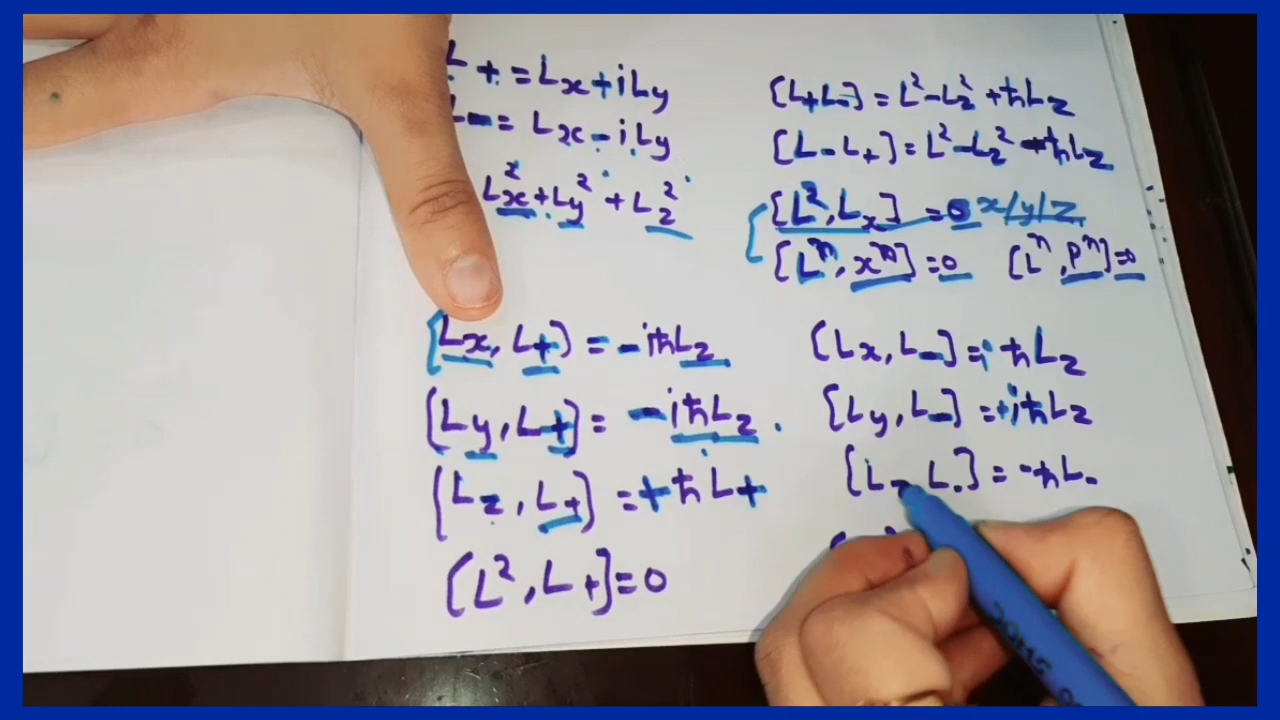 L+ = Lx+iLy
L- = Lx-iLy
Lx²+Ly²+Lz²
[Lx, L+] = -iħLz
[Ly, L+] = -iħLz.
[Lz, L+] = +ħL+
[L², L+]=0
[L+L-] = L²-Lz²+ħLz
[L-L+] = L²-Lz²-ħLz
[L², Lx] = 0 x/y/z
[Lⁿ, xⁿ] = 0 [Lⁿ, pⁿ]=0
[Lx, L-] = iħLz
[Ly, L-] = +iħLz
[Lz L-] = -ħL-